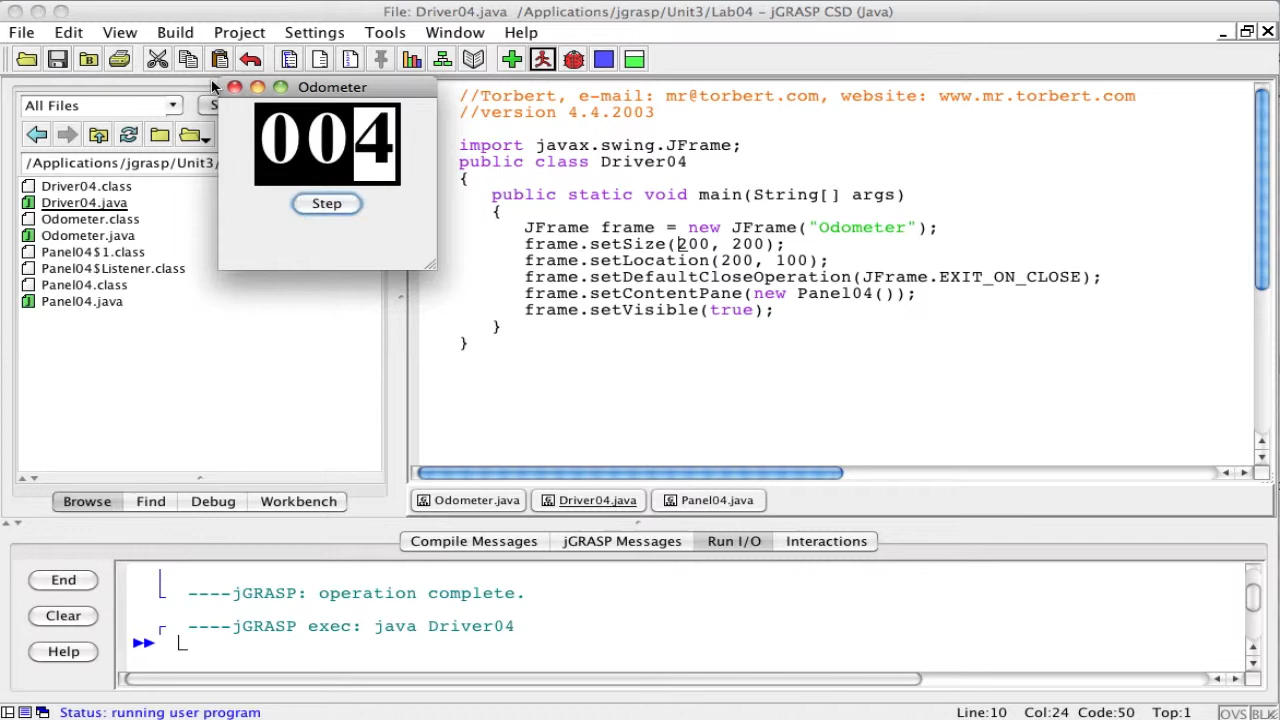 File: Driver04.java /Applications/jgrasp/Unit3/Lab04 - jGRASP CSD (Java)
File Edit View Build Project Settings Tools Window Help
All Files
/Applications/jgrasp/Unit3/
Driver04.class
Driver04.java
Odometer.class
Odometer.java
Panel04$1.class
Panel04$Listener.class
Panel04.class
Panel04.java
Browse Find Debug Workbench
Odometer
004
Step
//Torbert, e-mail: mr@torbert.com, website: www.mr.torbert.com
//version 4.4.2003
import javax.swing.JFrame;
public class Driver04
{
public static void main(String[] args)
{
JFrame frame = new JFrame("Odometer");
frame.setSize(200, 200);
frame.setLocation(200, 100);
frame.setDefaultCloseOperation(JFrame.EXIT_ON_CLOSE);
frame.setContentPane(new Panel04());
frame.setVisible(true);
}
}
Odometer.java Driver04.java Panel04.java
Compile Messages jGRASP Messages Run I/O Interactions
End
Clear
Help
----jGRASP: operation complete.
----jGRASP exec: java Driver04
Status: running user program
Line:10 Col:24 Code:50 Top:1 OVS BLK